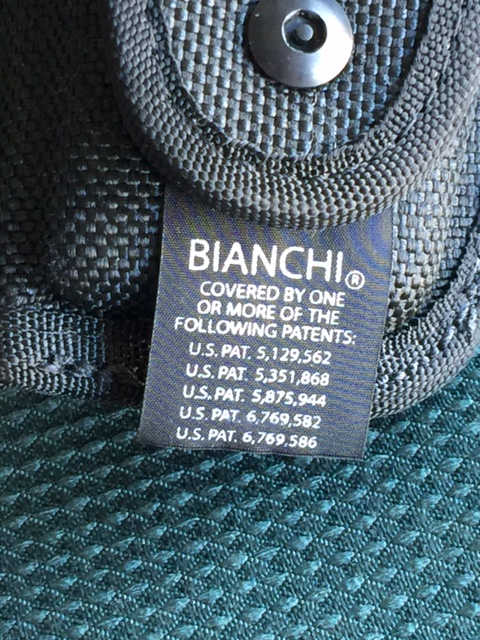 BIANCHI®
COVERED BY ONE
OR MORE OF THE
FOLLOWING PATENTS:
U.S. PAT. 5,129,562
U.S. PAT. 5,351,868
U.S. PAT. 5,875,944
U.S. PAT. 6,769,582
U.S. PAT. 6,769,586